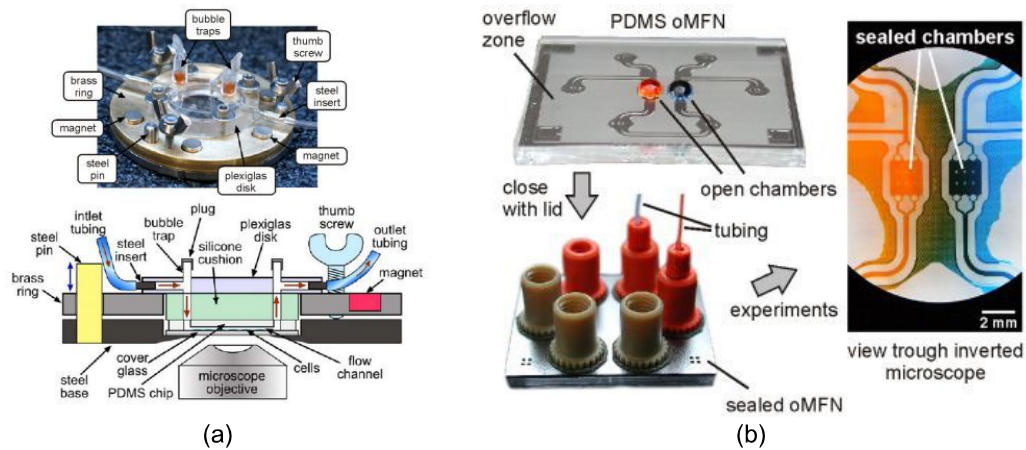 bubble
traps
thumb
screw
brass
ring
steel
insert
magnet
steel
pin
magnet
plexiglas
disk
inlet
tubing
bubble
trap
plug
silicone
cushion
plexiglas
disk
thumb
screw
outlet
tubing
steel
pin
steel
insert
magnet
brass
ring
cover
glass
flow
channel
cells
steel
base
PDMS chip
microscope
objective
(a)
overflow
zone
PDMS oMFN
sealed chambers
open chambers
close
with lid
tubing
experiments
2 mm
view trough inverted
microscope
sealed oMFN
(b)